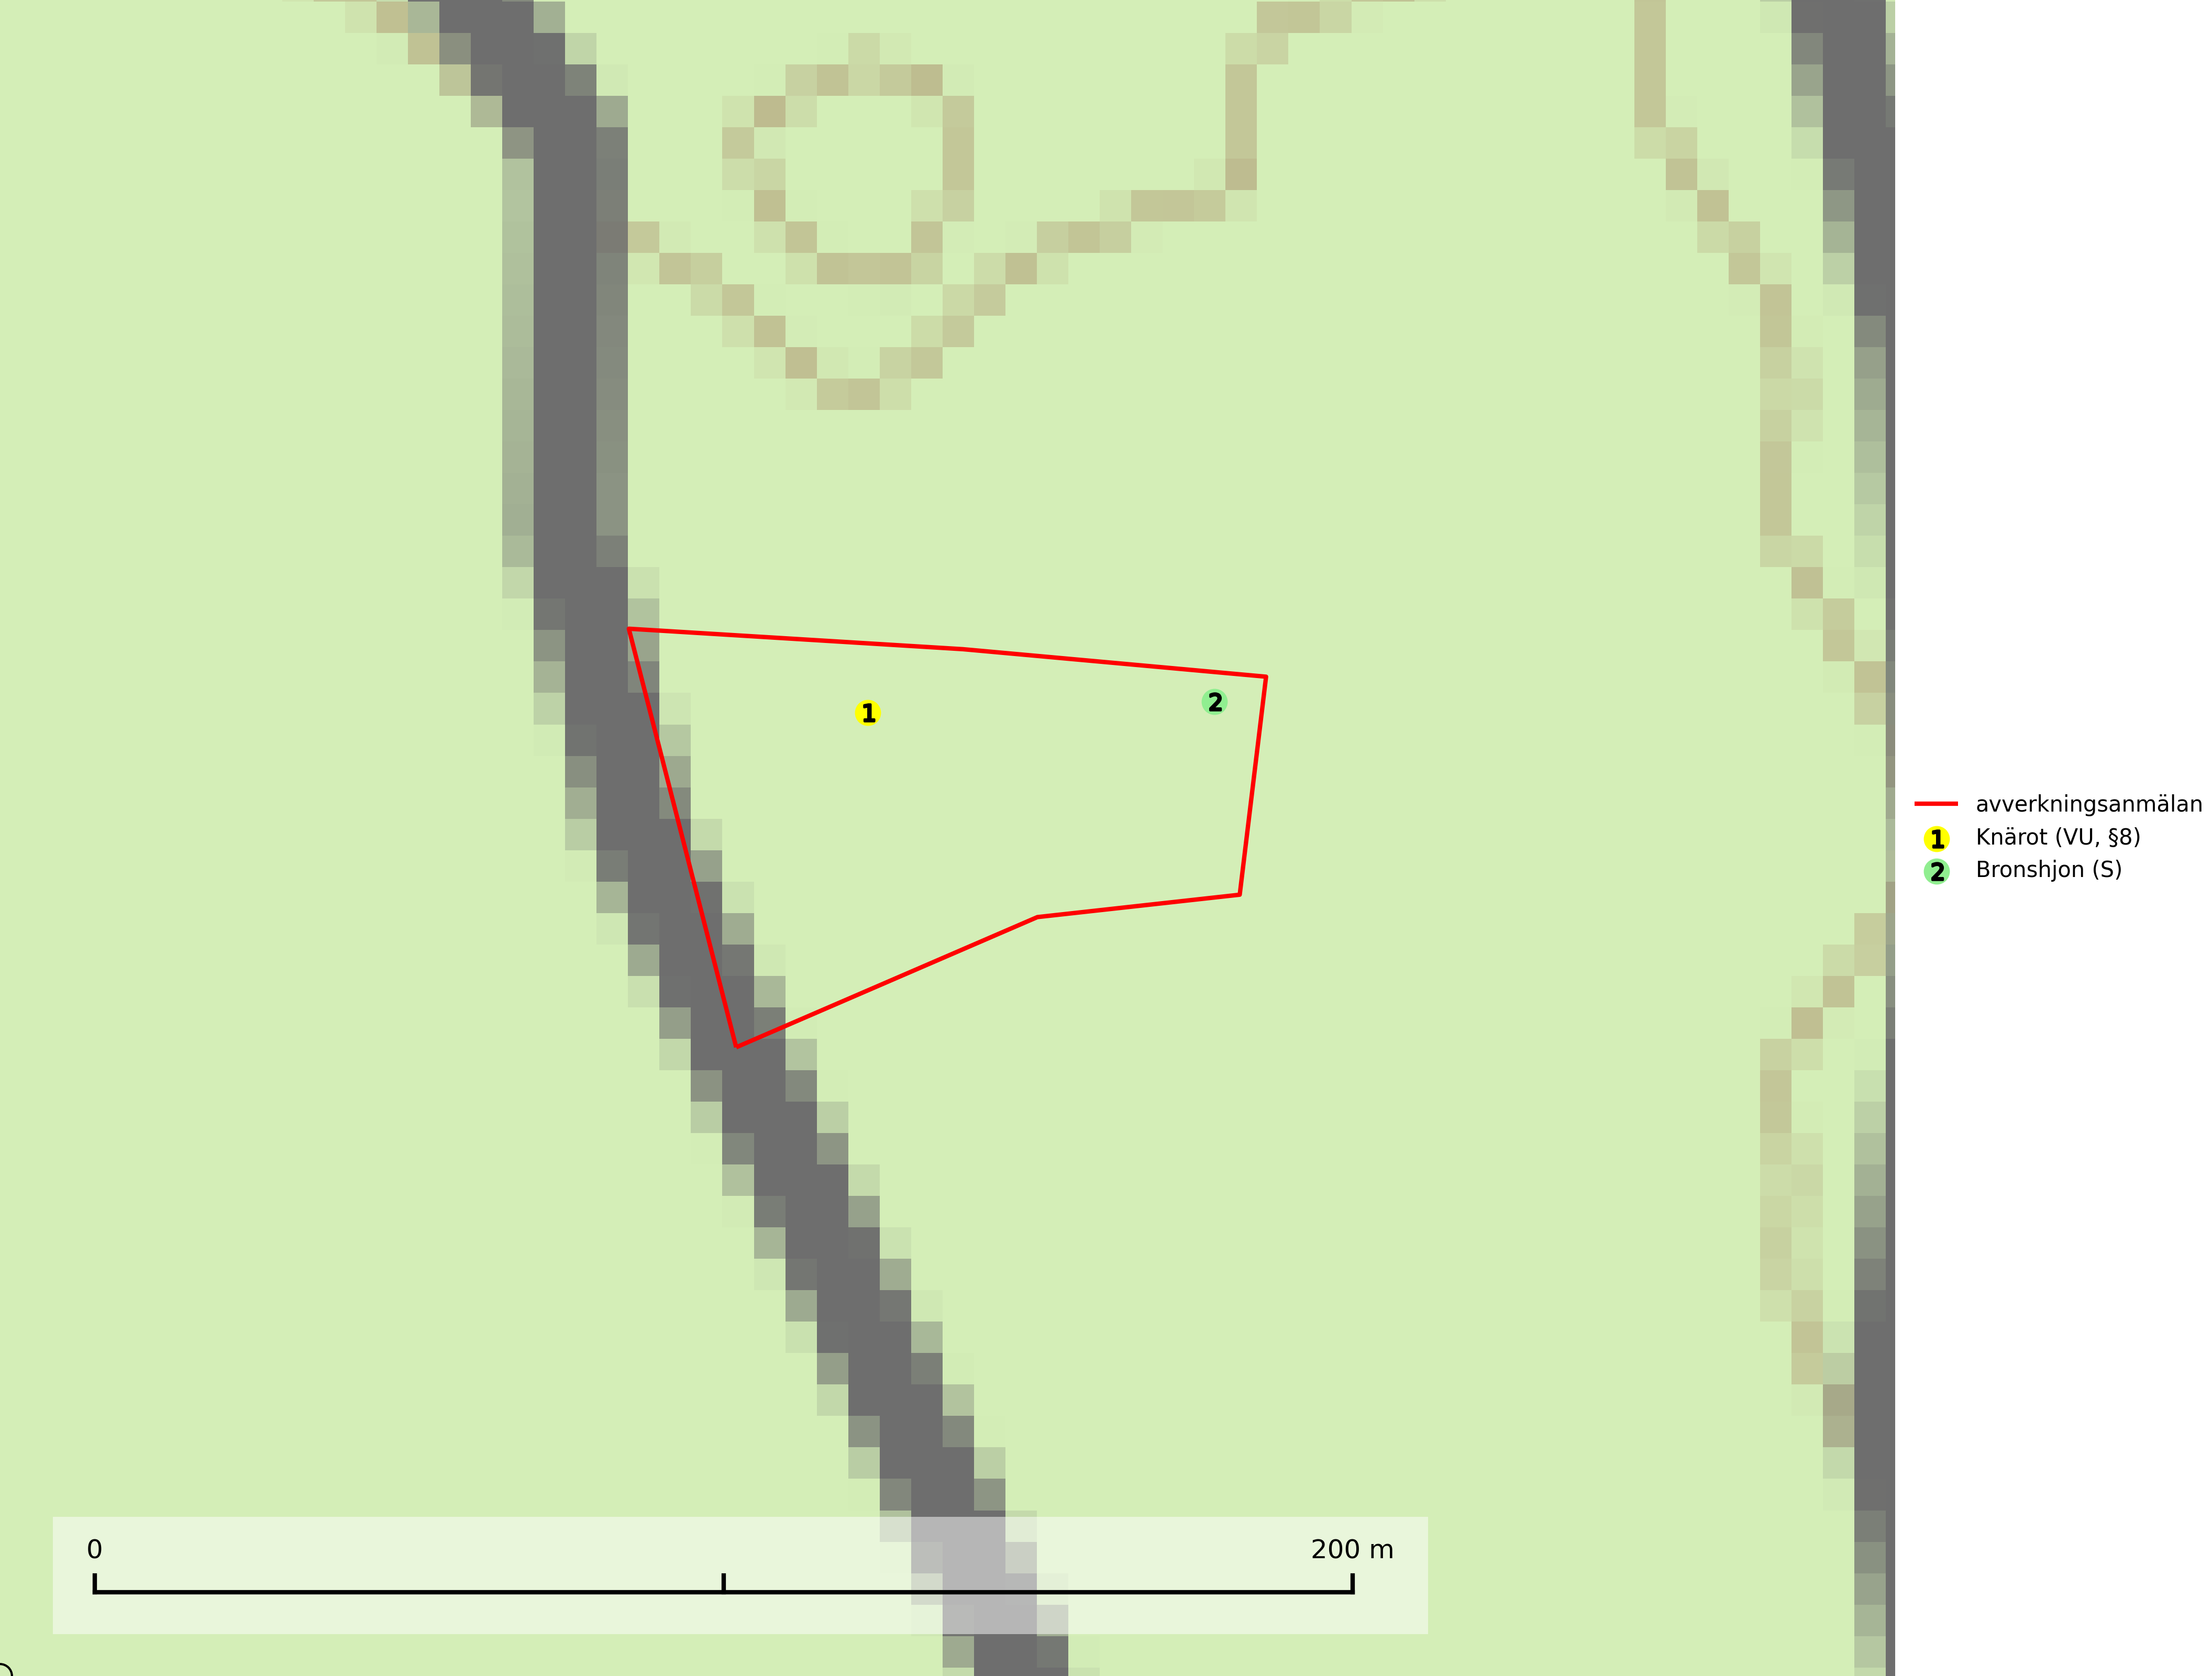 1
2
avverkningsanmälan
1 Knärot (VU, §8)
2 Bronshjon (S)
0 200 m